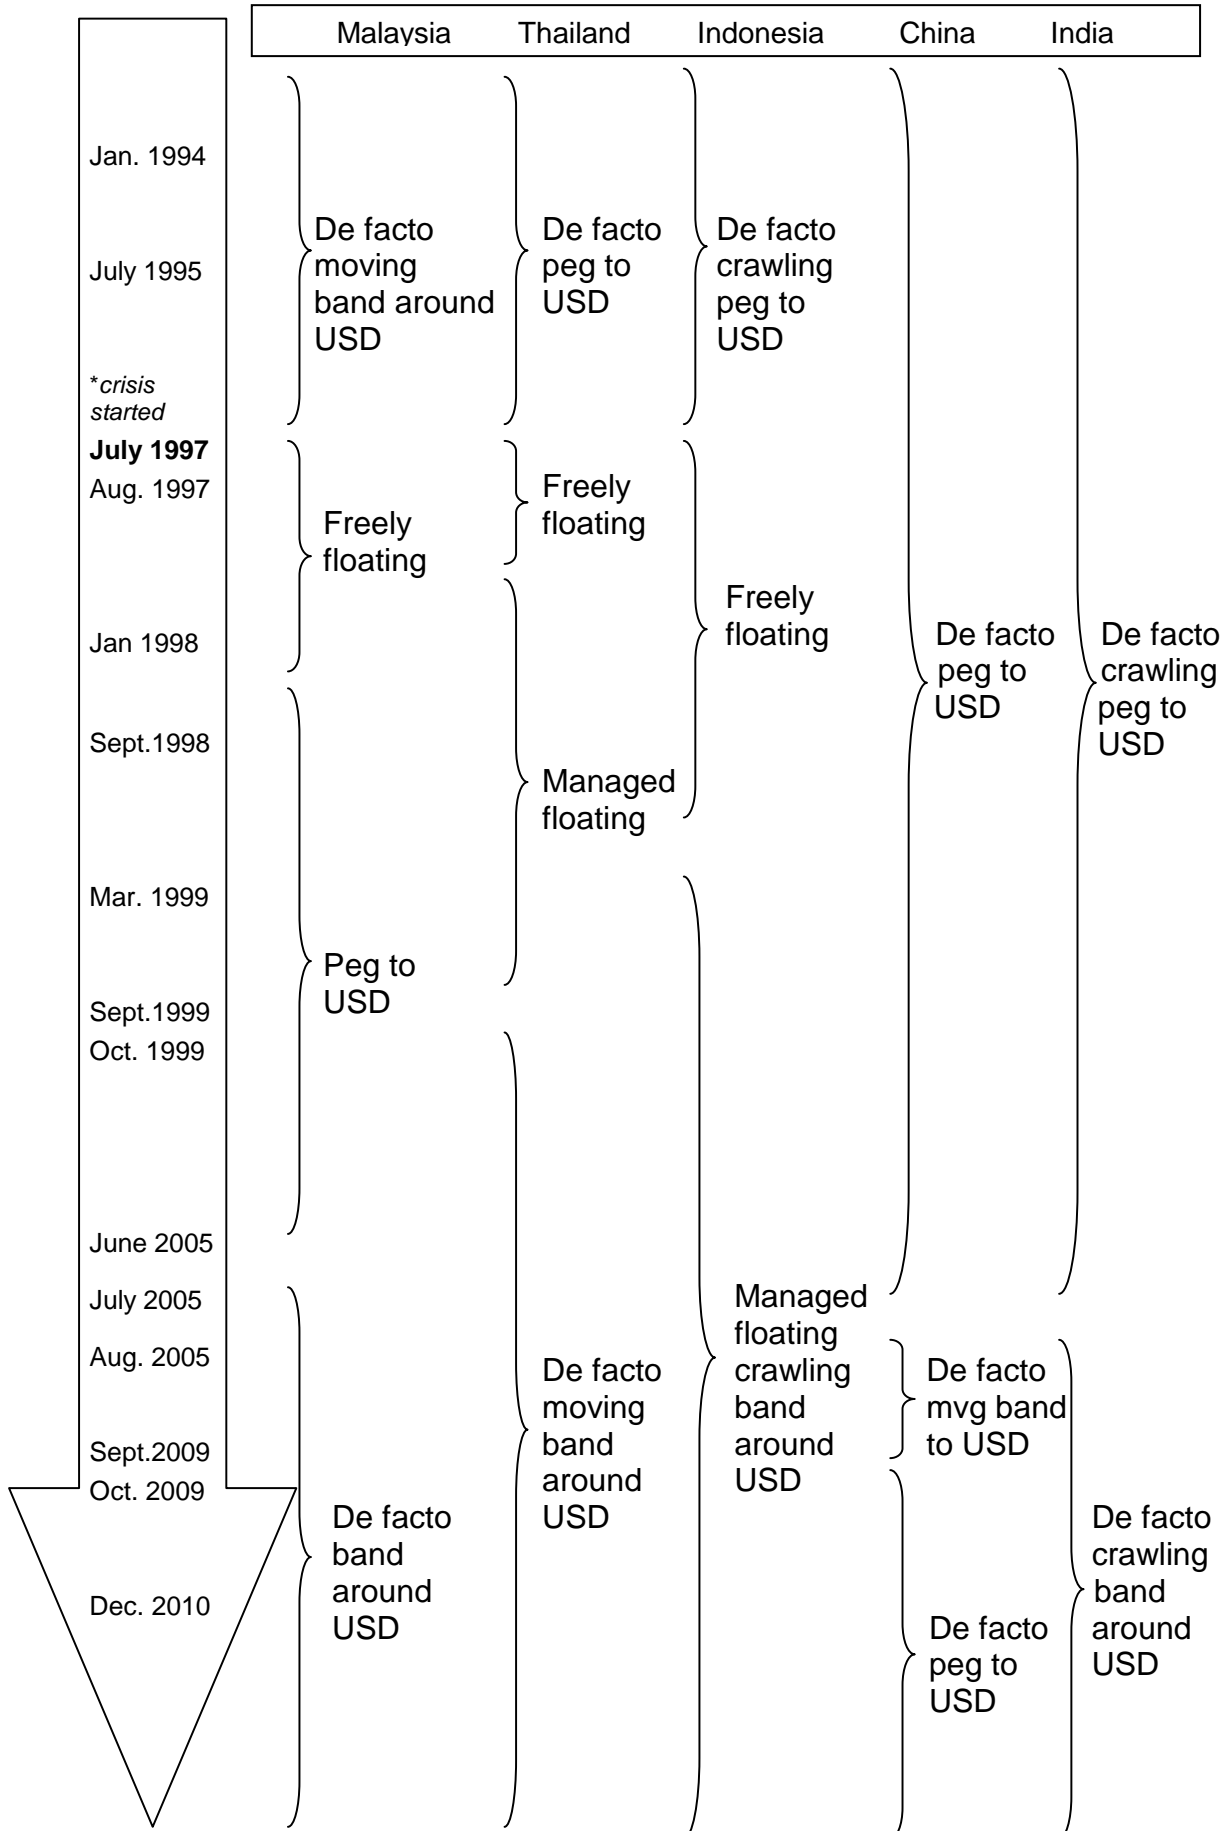 Malaysia Thailand Indonesia China India
Jan. 1994
July 1995
*crisis
started
July 1997
Aug. 1997
Jan 1998
Sept.1998
Mar. 1999
Sept.1999
Oct. 1999
June 2005
July 2005
Aug. 2005
Sept.2009
Oct. 2009
Dec. 2010
De facto
moving
band around
USD
Freely
floating
Peg to
USD
De facto
band
around
USD
De facto
peg to
USD
Freely
floating
Managed
floating
De facto
moving
band
around
USD
De facto
crawling
peg to
USD
Freely
floating
Managed
floating
crawling
band
around
USD
De facto
peg to
USD
De facto
mvg band
to USD
De facto
peg to
USD
De facto
crawling
peg to
USD
De facto
crawling
band
around
USD